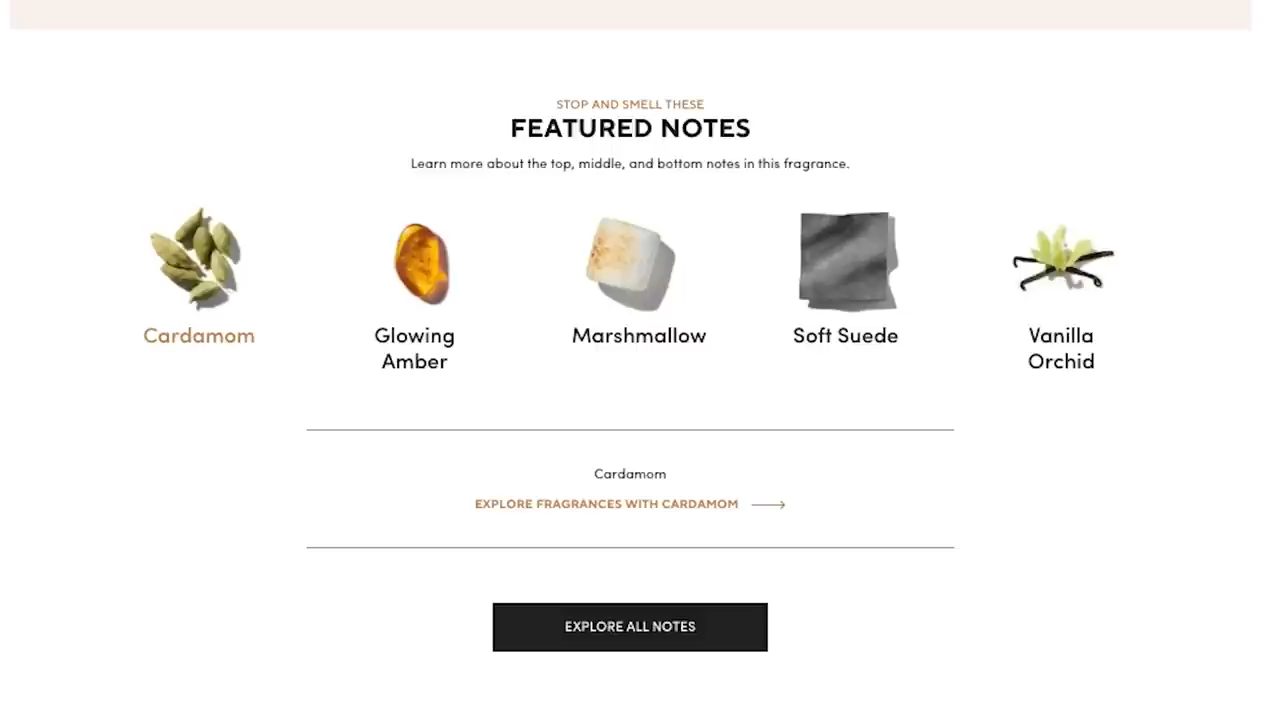 STOP AND SMELL THESE
FEATURED NOTES
Learn more about the top, middle, and bottom notes in this fragrance.
Cardamom
Glowing
Amber
Marshmallow
Soft Suede
Vanilla
Orchid
Cardamom
EXPLORE FRAGRANCES WITH CARDAMOM
EXPLORE ALL NOTES